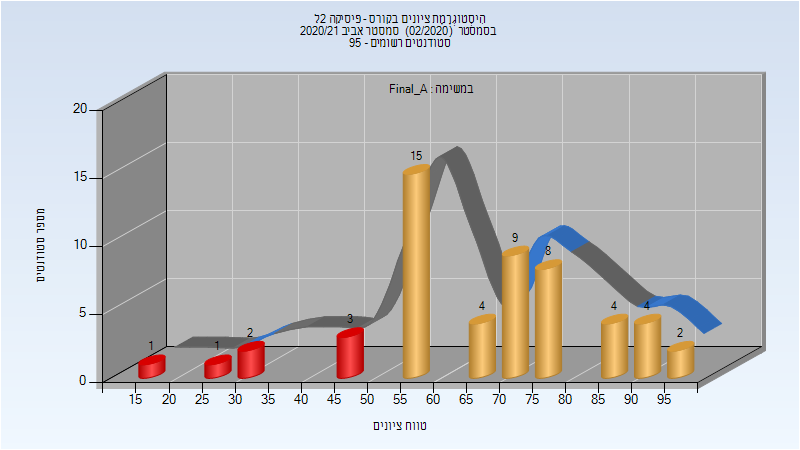 היסטוגרמת ציונים בקורס - פיסיקה 2ל
בסמסטר (02/2020) סמסטר אביב 2020/21
סטודנטים רשומים - 95
במשימה : Final_A
מספר סטודנטים
20
15
10
5
0
1
1
2
3
15
4
9
8
4
4
2
15 20 25 30 35 40 45 50 55 60 65 70 75 80 85 90 95
טווח ציונים